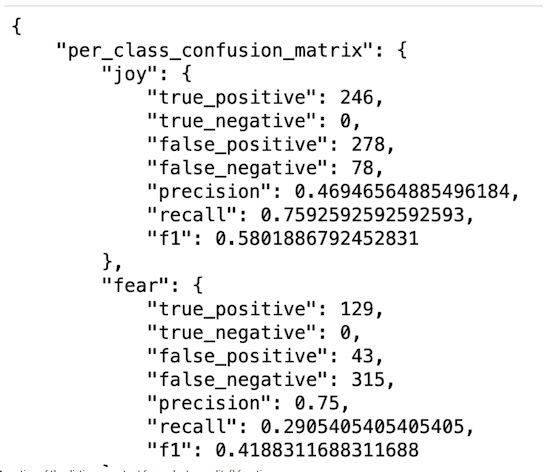 {
"per_class_confusion_matrix": {
"joy": {
"true_positive": 246,
"true_negative": 0,
"false_positive": 278,
"false_negative": 78,
"precision": 0.46946564885496184,
"recall": 0.7592592592592593,
"f1": 0.5801886792452831
},
"fear": {
"true_positive": 129,
"true_negative": 0,
"false_positive": 43,
"false_negative": 315,
"precision": 0.75,
"recall": 0.2905405405405405,
"f1": 0.4188311688311688